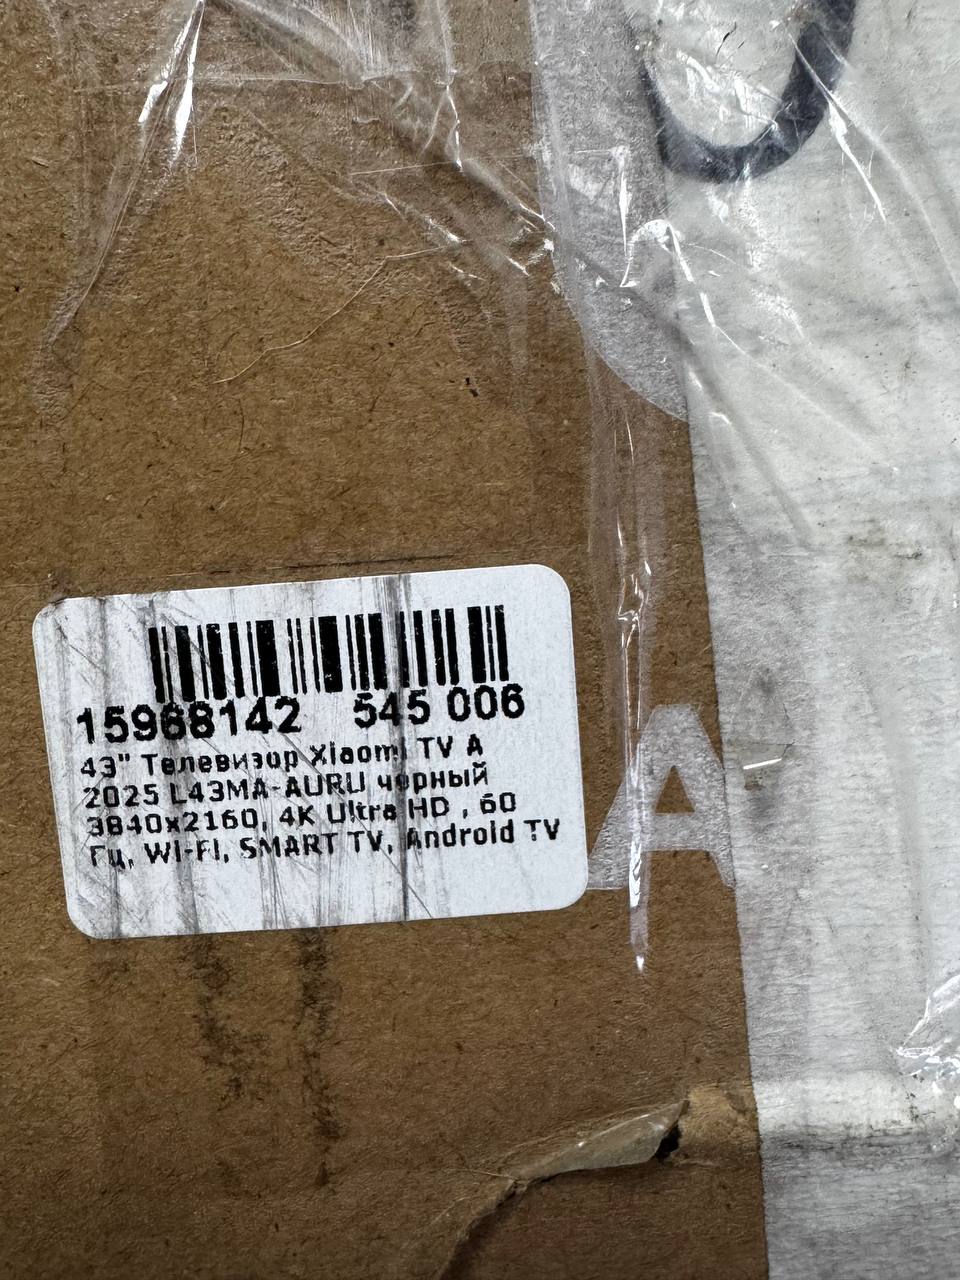 15968142 545 006
43" Телевизор Xiaomi TV A
2025 L43MA-AURU черный
3840x2160, 4K Ultra HD , 60
Гц, Wi-Fi, SMART TV, Android TV
A